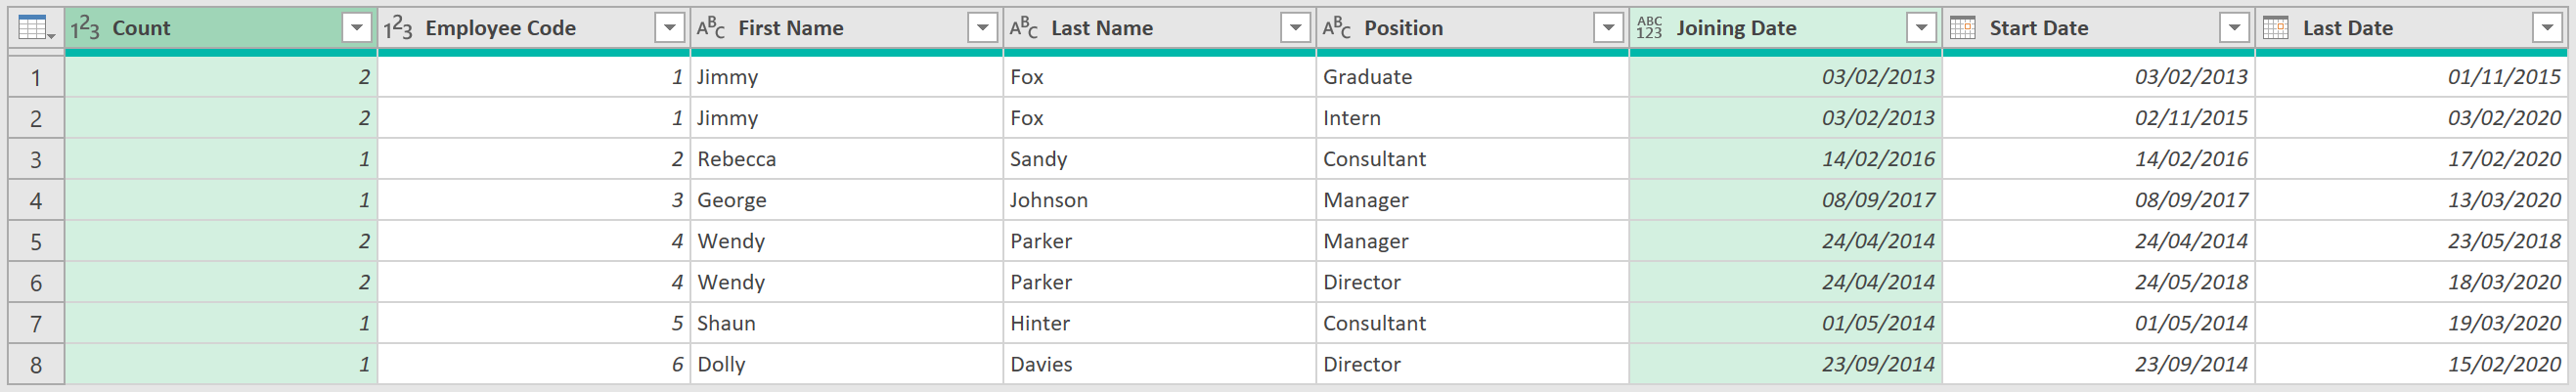 123 Count 123 Employee Code ABC First Name ABC Last Name ABC Position ABC123 Joining Date Start Date Last Date
1 2 1 Jimmy Fox Graduate 03/02/2013 03/02/2013 01/11/2015
2 2 1 Jimmy Fox Intern 03/02/2013 02/11/2015 03/02/2020
3 1 2 Rebecca Sandy Consultant 14/02/2016 14/02/2016 17/02/2020
4 1 3 George Johnson Manager 08/09/2017 08/09/2017 13/03/2020
5 2 4 Wendy Parker Manager 24/04/2014 24/04/2014 23/05/2018
6 2 4 Wendy Parker Director 24/04/2014 24/05/2018 18/03/2020
7 1 5 Shaun Hinter Consultant 01/05/2014 01/05/2014 19/03/2020
8 1 6 Dolly Davies Director 23/09/2014 23/09/2014 15/02/2020